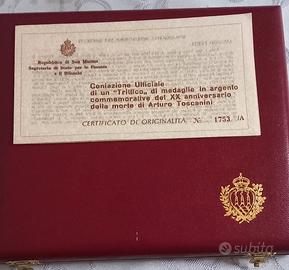 Repubblica di San Marino
Segreteria di Stato per le Finanze
e il Bilancio
Coniazione Ufficiale
di un "Trittico" di medaglie in argento
commemorative del XX anniversario
della morte di Arturo Toscanini
CERTIFICATO DI ORIGINALITÀ N. 1753 /A
subito